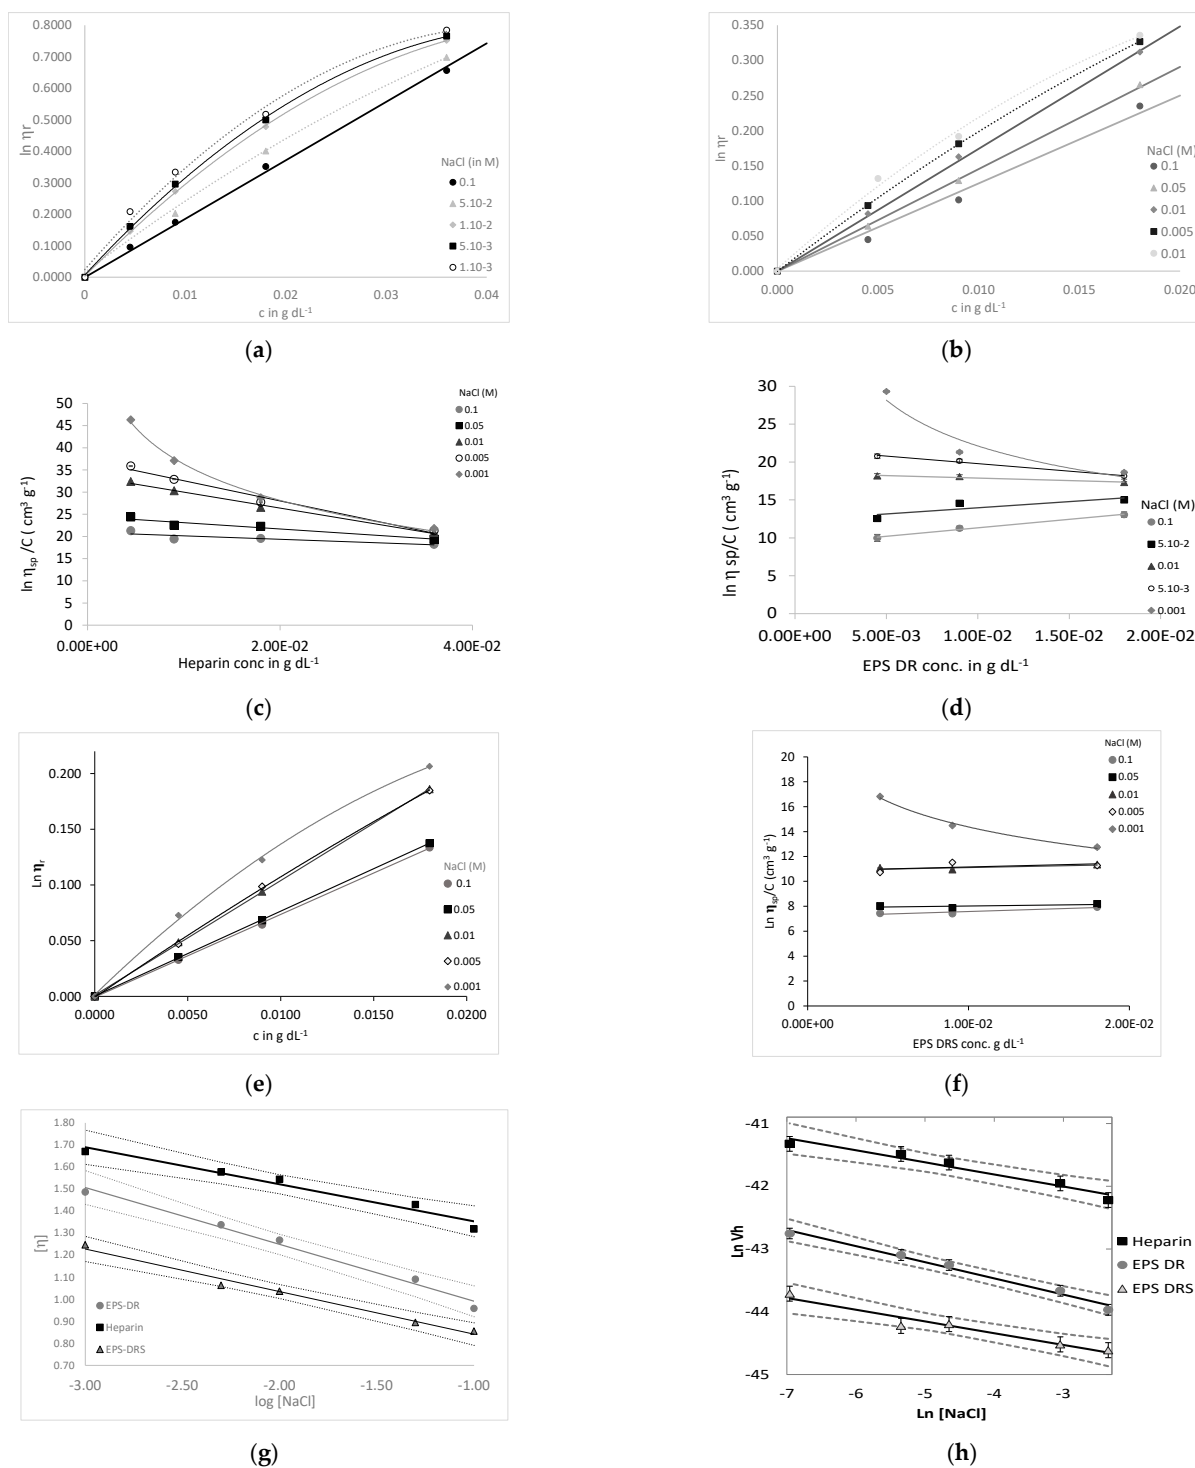 0.8000
0.7000
0.6000
0.5000
0.4000
0.3000
0.2000
0.1000
0.0000
ln ηr
0
0.01
0.02
0.03
0.04
c in g dL-1
NaCl (in M)
0.1
5.10-2
1.10-2
5.10-3
1.10-3
(a)
0.350
0.300
0.250
0.200
0.150
0.100
0.050
0.000
ln ηr
0.000
0.005
0.010
0.015
0.020
c in g dL-1
NaCl (M)
0.1
0.05
0.01
0.005
0.01
(b)
50
45
40
35
30
25
20
15
10
5
0
ln ηsp /C ( cm3 g-1)
0.00E+00
2.00E-02
4.00E-02
Heparin conc in g dL-1
NaCl (M)
0.1
0.05
0.01
0.005
0.001
(c)
30
25
20
15
10
5
0
ln η sp/C ( cm3 g-1)
0.00E+00
5.00E-03
1.00E-02
1.50E-02
2.00E-02
EPS DR conc. in g dL-1
NaCl (M)
0.1
5.10-2
0.01
5.10-3
0.001
(d)
0.200
0.150
0.100
0.050
0.000
Ln ηr
0.0000
0.0050
0.0100
0.0150
0.0200
c in g dL-1
NaCl (M)
0.1
0.05
0.01
0.005
0.001
(e)
20
18
16
14
12
10
8
6
4
2
0
Ln ηsp/C (cm3 g-1)
0.00E+00
1.00E-02
2.00E-02
EPS DRS conc. g dL-1
NaCl (M)
0.1
0.05
0.01
0.005
0.001
(f)
1.80
1.70
1.60
1.50
1.40
1.30
1.20
1.10
1.00
0.90
0.80
0.70
[η]
-3.00
-2.50
-2.00
-1.50
-1.00
log [NaCl]
EPS-DR
Heparin
EPS-DRS
(g)
-41
-42
-43
-44
-45
Ln Vh
-7
-6
-5
-4
-3
Ln [NaCl]
Heparin
EPS DR
EPS DRS
(h)